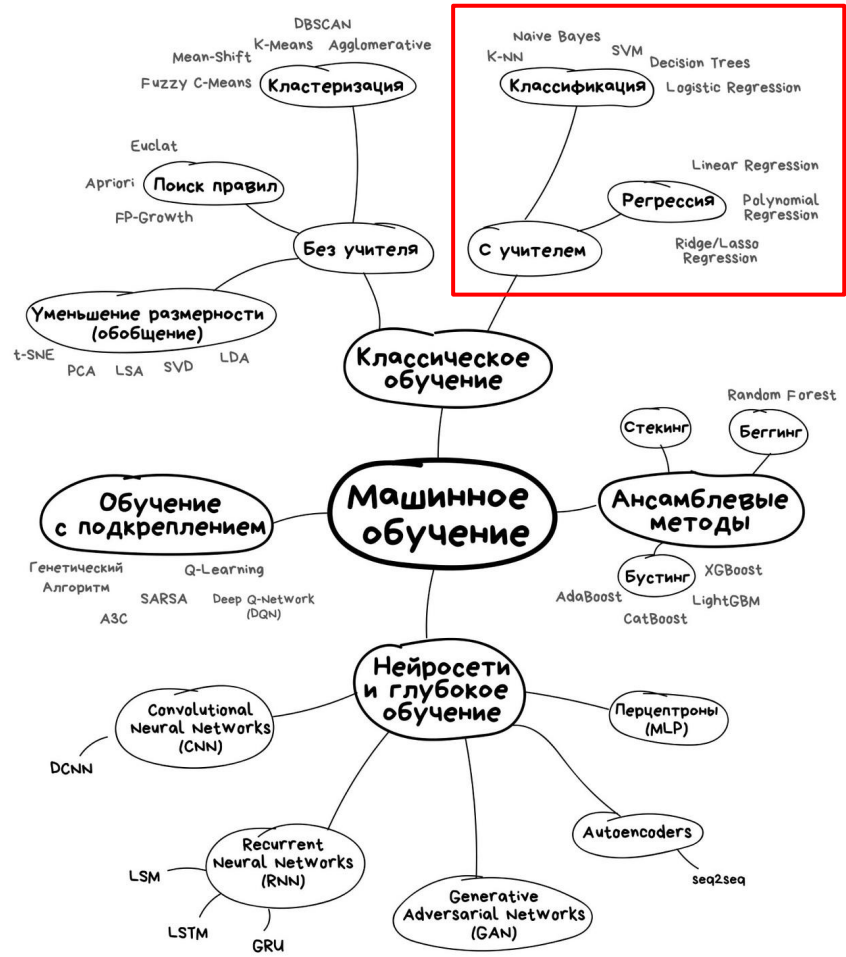 DBSCAN
K-Means
Agglomerative
Mean-Shift
Fuzzy C-Means
Кластеризация
Naive Bayes
K-NN
SVM
Decision Trees
Классификация
Logistic Regression
Euclat
Apriori
Поиск правил
FP-Growth
Linear Regression
Регрессия
Polynomial
Regression
Без учителя
С учителем
Ridge/Lasso
Regression
Уменьшение размерности
(обобщение)
t-SNE
PCA
LSA
SVD
LDA
Классическое
обучение
Random Forest
Стекинг
Беггинг
Обучение
с подкреплением
Машинное
обучение
Ансамблевые
методы
Генетический
Алгоритм
Q-Learning
SARSA
Deep Q-Network
(DQN)
A3C
Бустинг
XGBoost
AdaBoost
LightGBM
CatBoost
Нейросети
и глубокое
обучение
Convolutional
Neural Networks
(CNN)
DCNN
Перцептроны
(MLP)
Autoencoders
seq2seq
Recurrent
Neural Networks
(RNN)
LSM
LSTM
GRU
Generative
Adversarial Networks
(GAN)